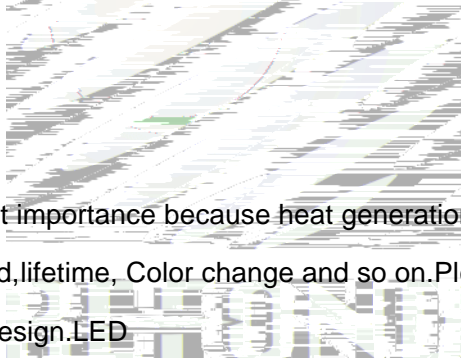 t importance because heat generation
d,lifetime, Color change and so on.Pl
esign.LED